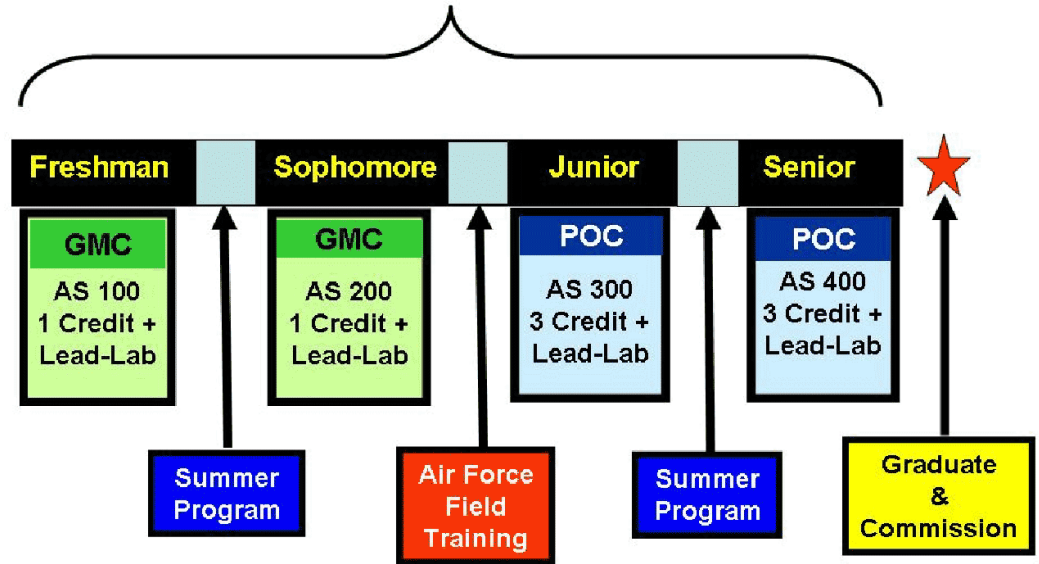 Freshman
Sophomore
Junior
Senior
GMC
AS 100
1 Credit +
Lead-Lab
GMC
AS 200
1 Credit +
Lead-Lab
POC
AS 300
3 Credit +
Lead-Lab
POC
AS 400
3 Credit +
Lead-Lab
Summer
Program
Air Force
Field
Training
Summer
Program
Graduate
&
Commission